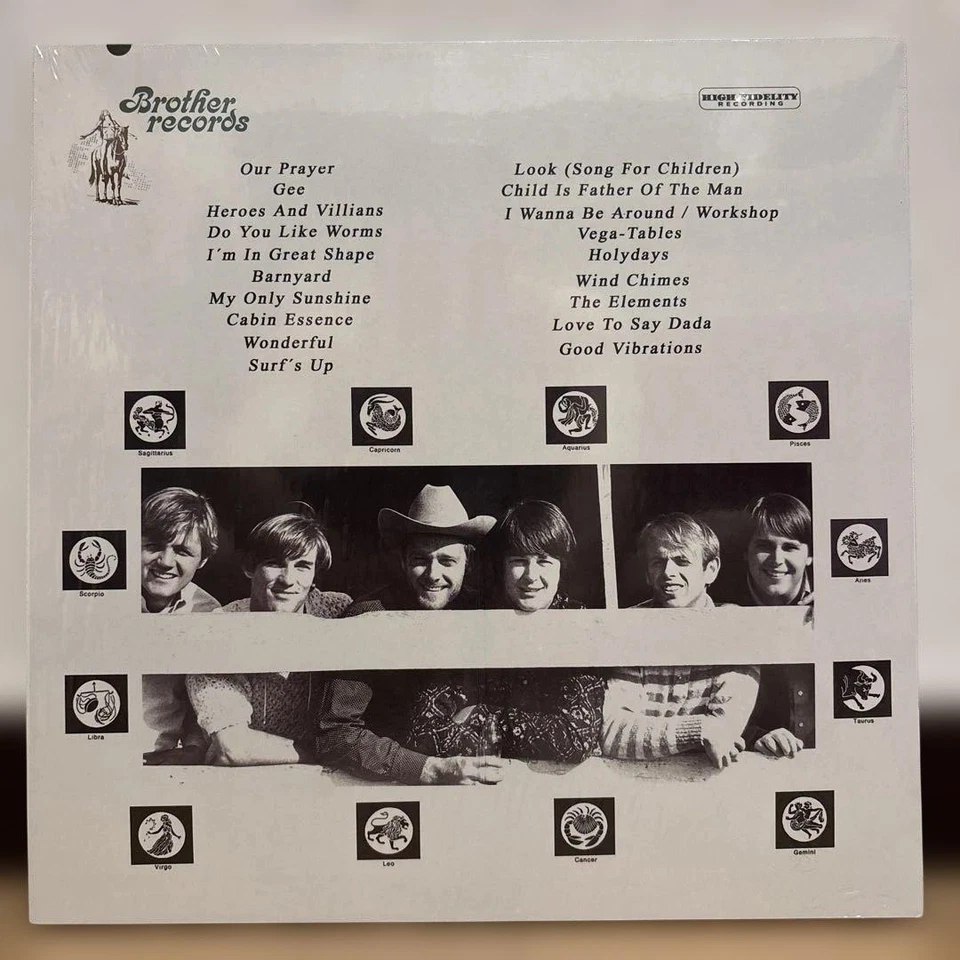 Brother
records
HIGH FIDELITY
RECORDING
Our Prayer
Gee
Heroes And Villians
Do You Like Worms
I´m In Great Shape
Barnyard
My Only Sunshine
Cabin Essence
Wonderful
Surf´s Up
Look (Song For Children)
Child Is Father Of The Man
I Wanna Be Around / Workshop
Vega-Tables
Holydays
Wind Chimes
The Elements
Love To Say Dada
Good Vibrations
Sagittarius
Capricorn
Aquarius
Pisces
Scorpio
Aries
Libra
Taurus
Virgo
Leo
Cancer
Gemini